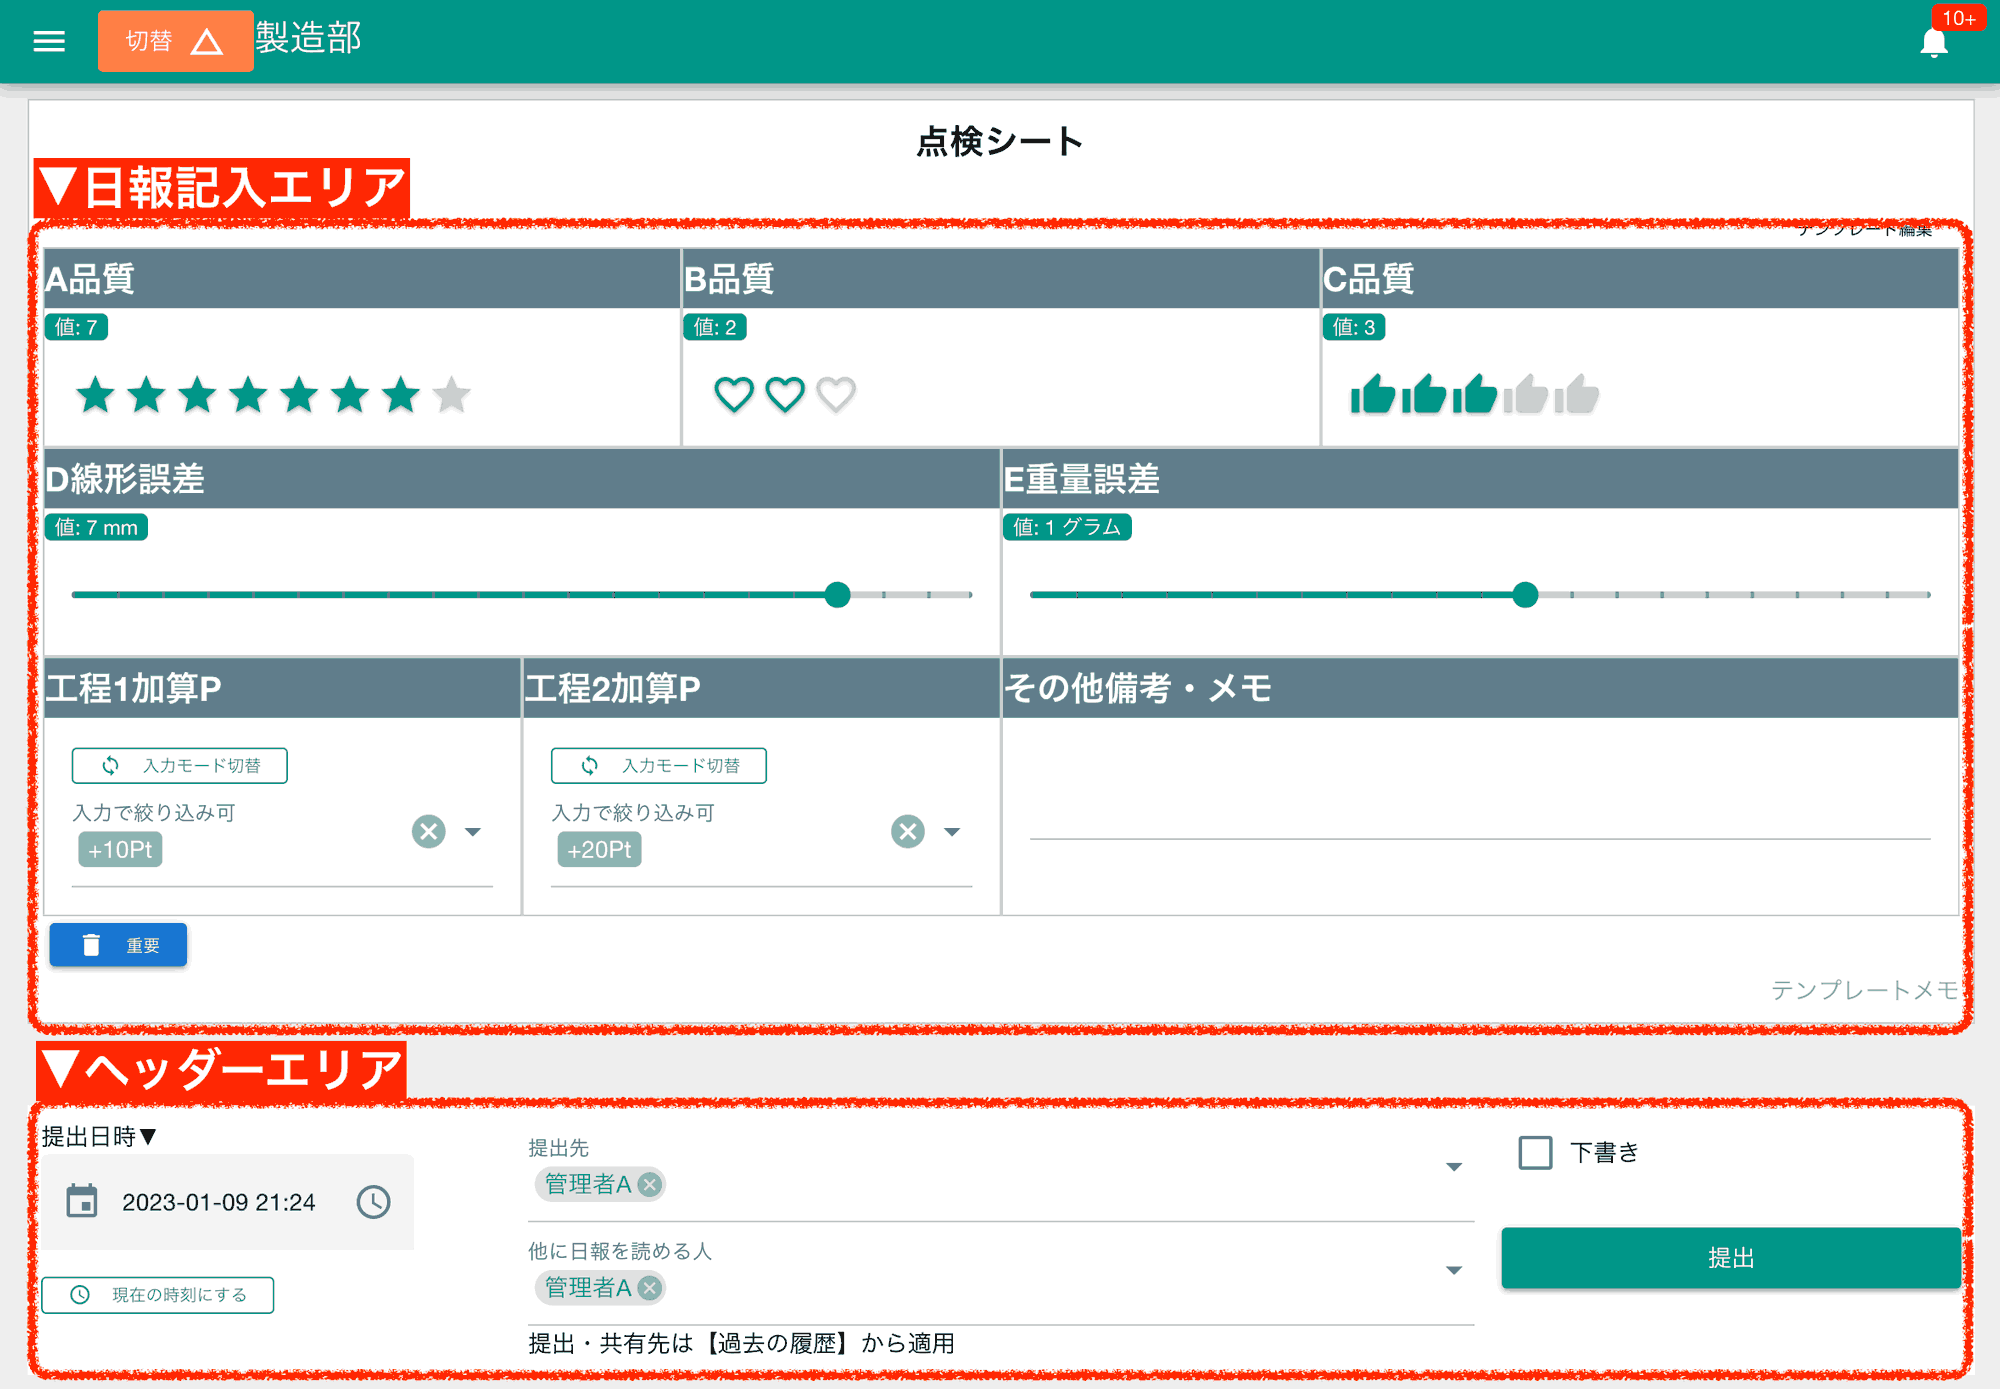 切替 製造部
10+
点検シート
▼日報記入エリア
テンプレート編集
A品質 B品質 C品質
値: 7 値: 2 値: 3
D線形誤差 E重量誤差
値: 7 mm 値: 1 グラム
工程1加算P 工程2加算P その他備考・メモ
入力モード切替 入力モード切替
入力で絞り込み可 入力で絞り込み可
+10Pt +20Pt
重要
テンプレートメモ
▼ヘッダーエリア
提出日時▼
2023-01-09 21:24
現在の時刻にする
提出先
管理者A
他に日報を読める人
管理者A
提出・共有先は【過去の履歴】から適用
下書き
提出